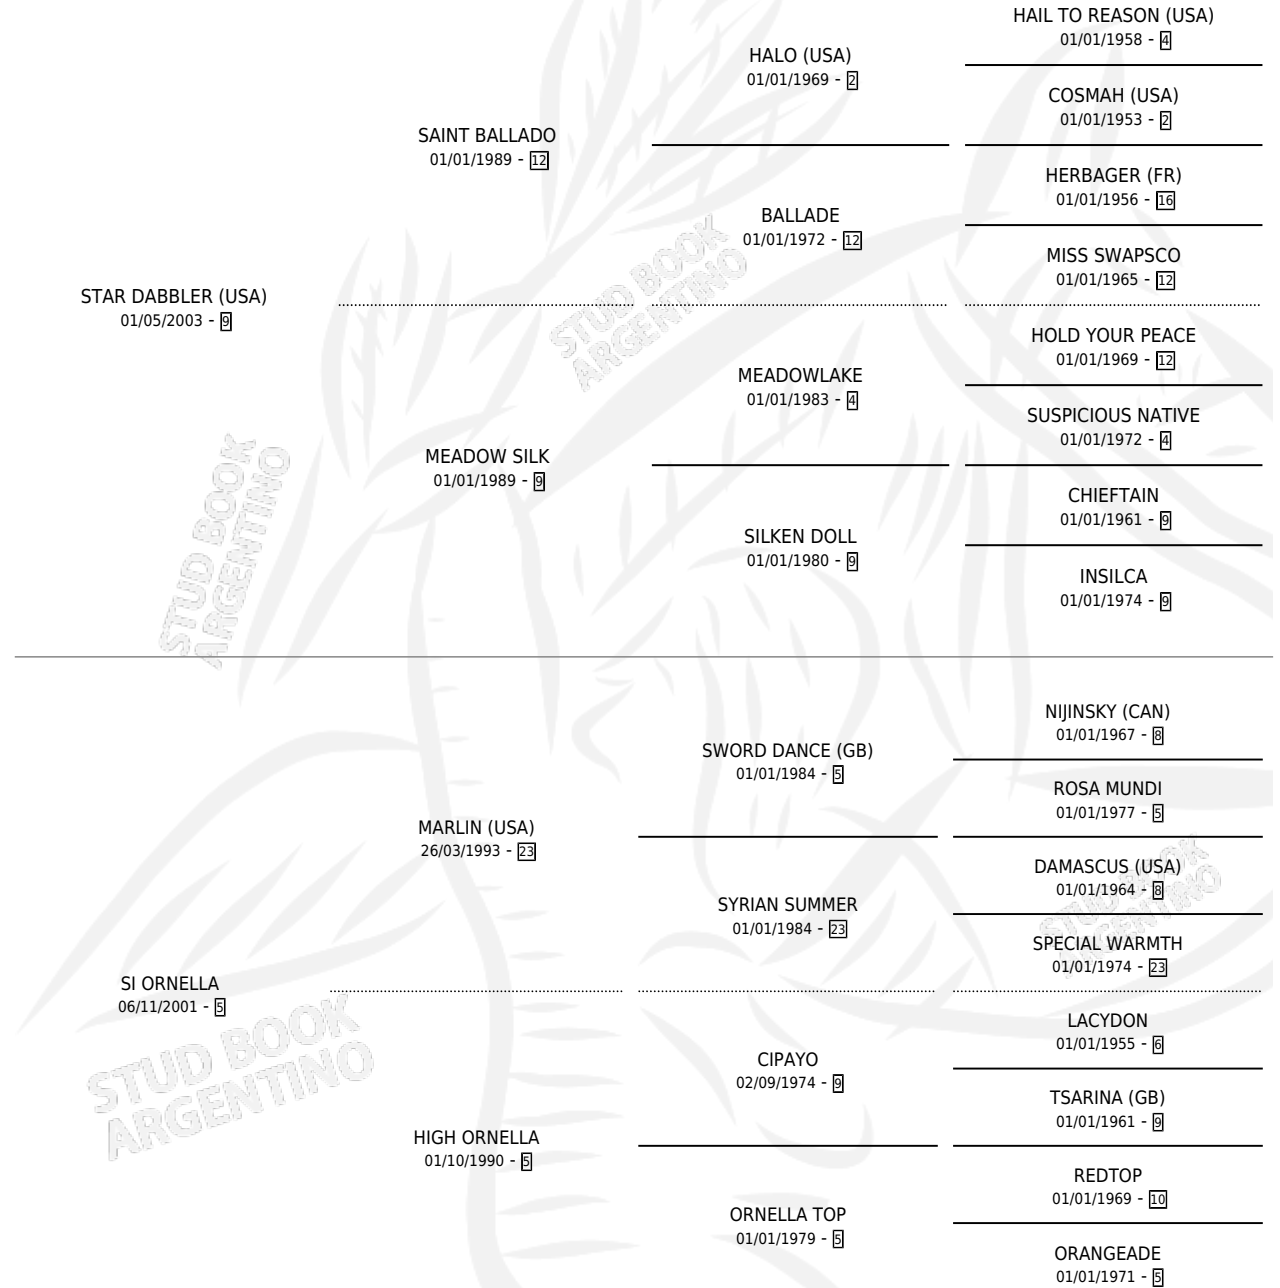 HAIL TO REASON (USA)
01/01/1958 - 4
HALO (USA)
01/01/1969 - 2
COSMAH (USA)
01/01/1953 - 2
SAINT BALLADO
01/01/1989 - 12
HERBAGER (FR)
01/01/1956 - 16
BALLADE
01/01/1972 - 12
MISS SWAPSCO
01/01/1965 - 12
STAR DABBLER (USA)
01/05/2003 - 9
HOLD YOUR PEACE
01/01/1969 - 12
MEADOWLAKE
01/01/1983 - 4
SUSPICIOUS NATIVE
01/01/1972 - 4
MEADOW SILK
01/01/1989 - 9
CHIEFTAIN
01/01/1961 - 9
SILKEN DOLL
01/01/1980 - 9
INSILCA
01/01/1974 - 9
NIJINSKY (CAN)
01/01/1967 - 8
SWORD DANCE (GB)
01/01/1984 - 5
ROSA MUNDI
01/01/1977 - 5
MARLIN (USA)
26/03/1993 - 23
DAMASCUS (USA)
01/01/1964 - 8
SYRIAN SUMMER
01/01/1984 - 23
SPECIAL WARMTH
01/01/1974 - 23
SI ORNELLA
06/11/2001 - 5
LACYDON
01/01/1955 - 6
CIPAYO
02/09/1974 - 9
TSARINA (GB)
01/01/1961 - 9
HIGH ORNELLA
01/10/1990 - 5
REDTOP
01/01/1969 - 10
ORNELLA TOP
01/01/1979 - 5
ORANGEADE
01/01/1971 - 5
STUD BOOK
ARGENTINO
STUD BOOK
ARGENTINO
STUD BOOK
ARGENTINO
STUD BOOK
ARGENTINO